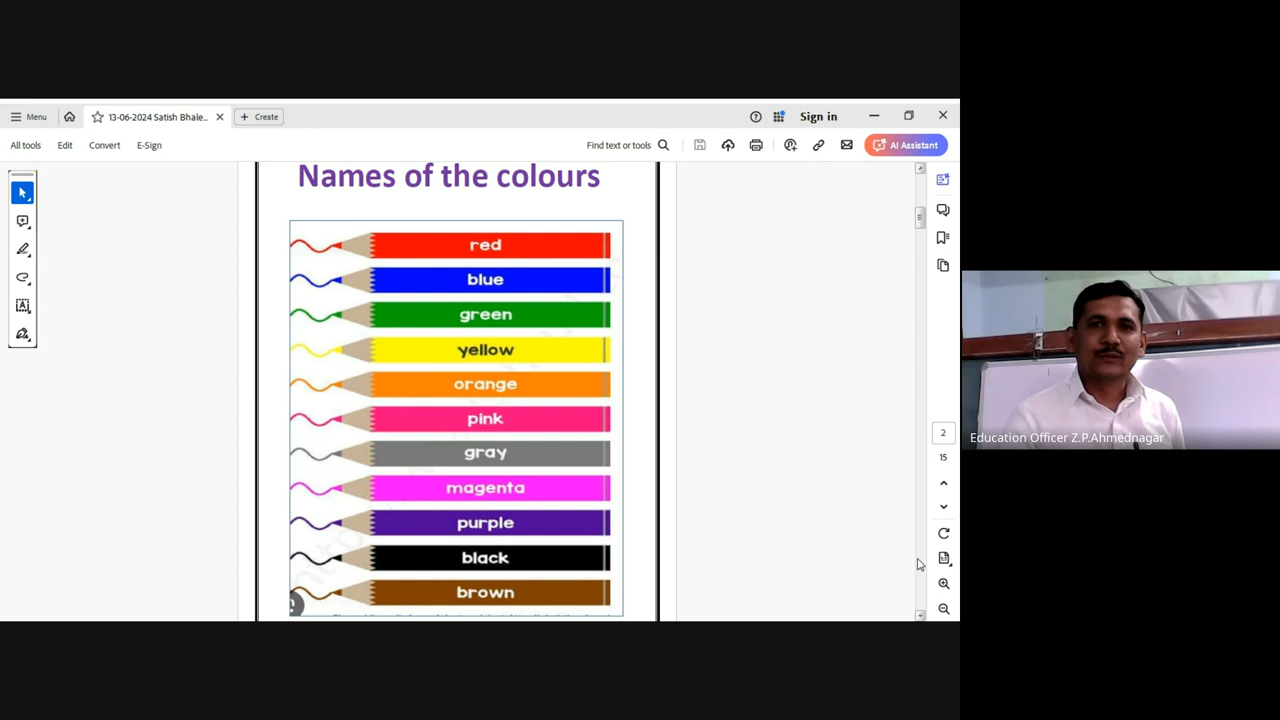 Menu
13-06-2024 Satish Bhale...
Create
Sign in
All tools
Edit
Convert
E-Sign
Find text or tools
AI Assistant
Names of the colours
red
blue
green
yellow
orange
pink
gray
magenta
purple
black
brown
2
15
Education Officer Z.P.Ahmednagar